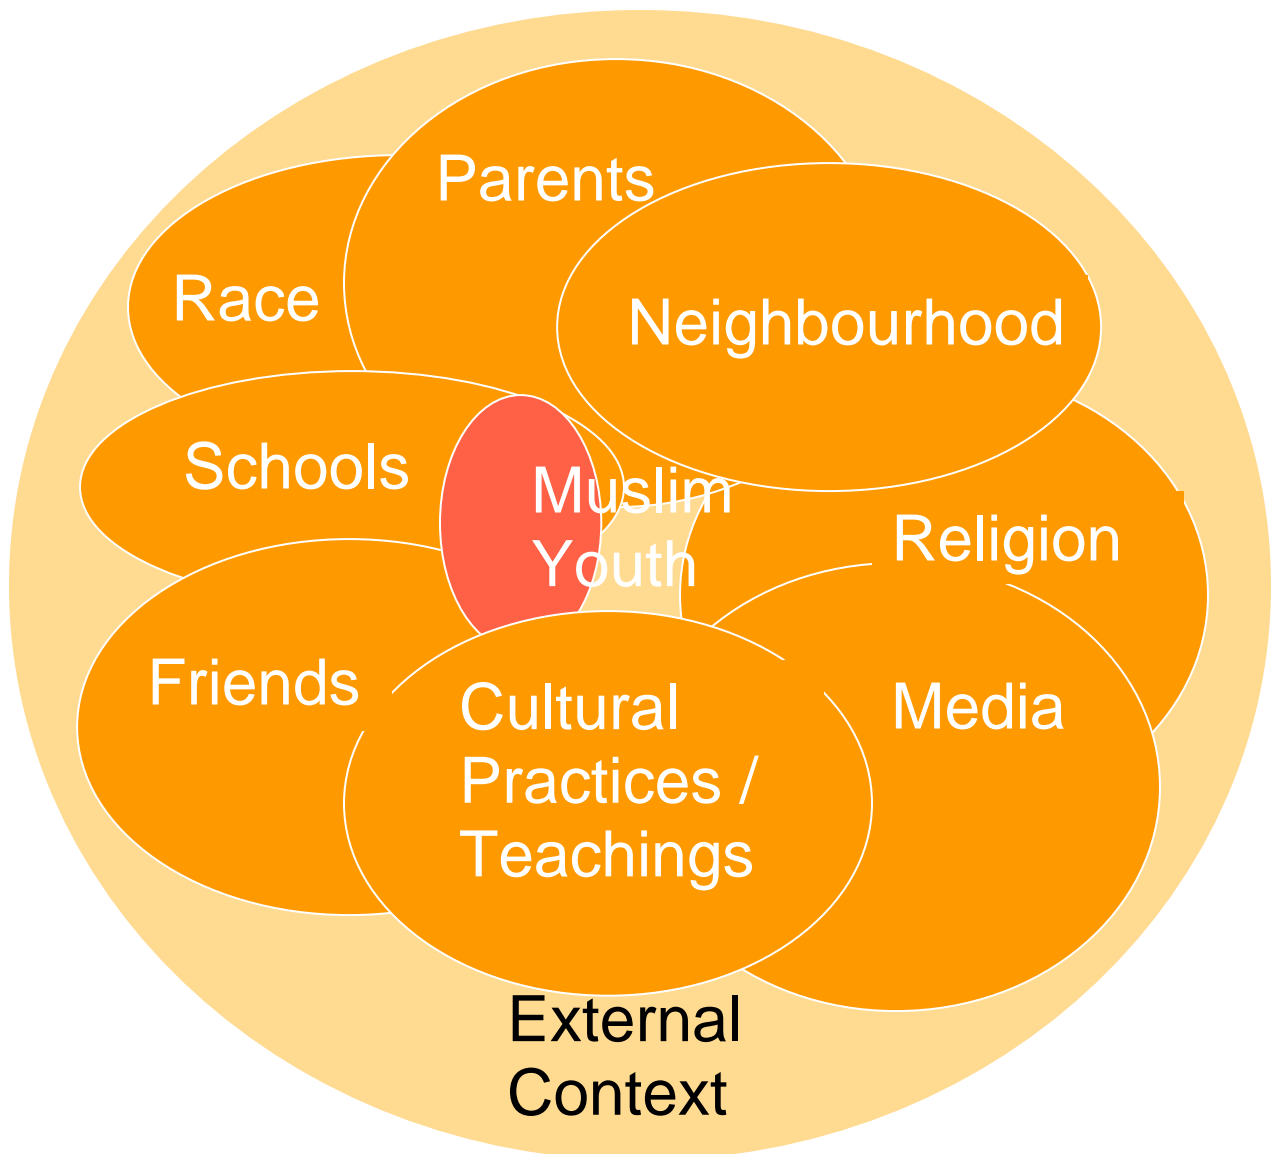 Parents
Race
Neighbourhood
Schools
Muslim
Youth
Religion
Friends
Cultural
Practices /
Teachings
Media
External
Context